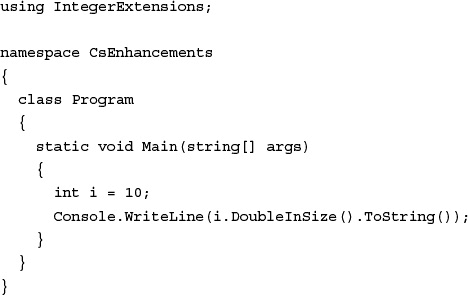 using IntegerExtensions;

namespace CsEnhancements
{
  class Program
  {
    static void Main(string[] args)
    {
      int i = 10;
      Console.WriteLine(i.DoubleInSize().ToString());
    }
  }
}